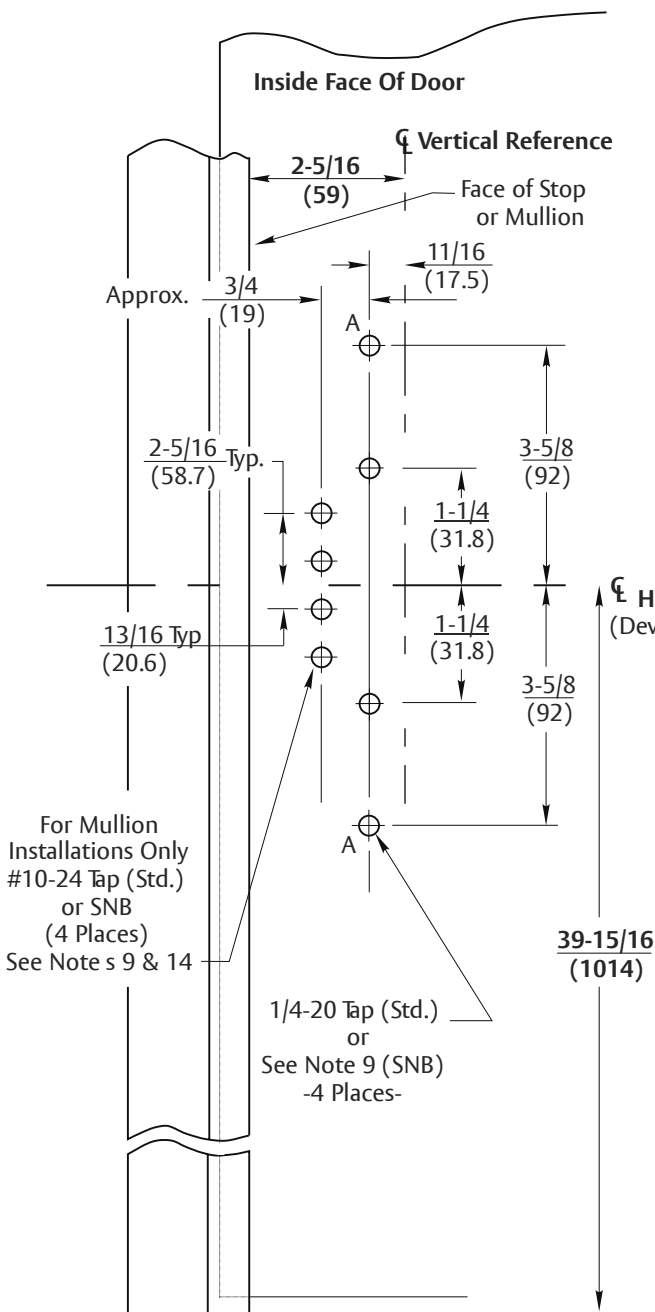 Inside Face Of Door
℄ Vertical Reference
2-5/16
(59)
Face of Stop
or Mullion
11/16
(17.5)
Approx.
3/4
(19)
A
2-5/16 Typ.
(58.7)
3-5/8
(92)
1-1/4
(31.8)
℄ H
(Dev
13/16 Typ
(20.6)
1-1/4
(31.8)
3-5/8
(92)
A
For Mullion
Installations Only
#10-24 Tap (Std.)
or SNB
(4 Places)
See Note s 9 & 14
39-15/16
(1014)
1/4-20 Tap (Std.)
or
See Note 9 (SNB)
-4 Places-